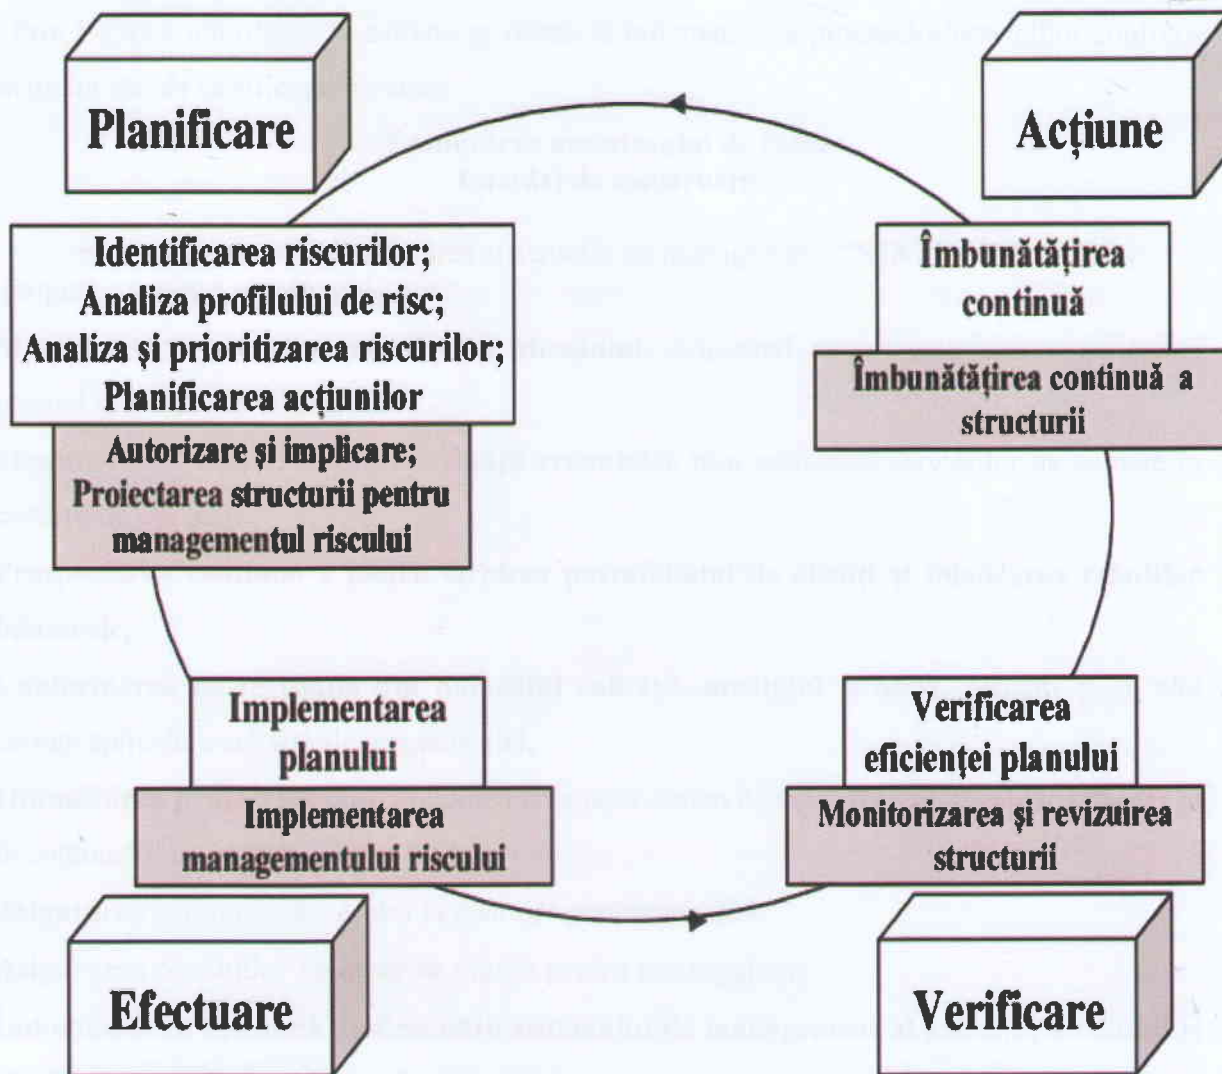 Planificare
Acțiune
Identificarea riscurilor;
Analiza profilului de risc;
Analiza și prioritizarea riscurilor;
Planificarea acțiunilor
Autorizare și implicare;
Proiectarea structurii pentru
managementul riscului
Îmbunătățirea
continuă
Îmbunătățirea continuă a
structurii
Implementarea
planului
Implementarea
managementului riscului
Verificarea
eficienței planului
Monitorizarea și revizuirea
structurii
Efectuare
Verificare